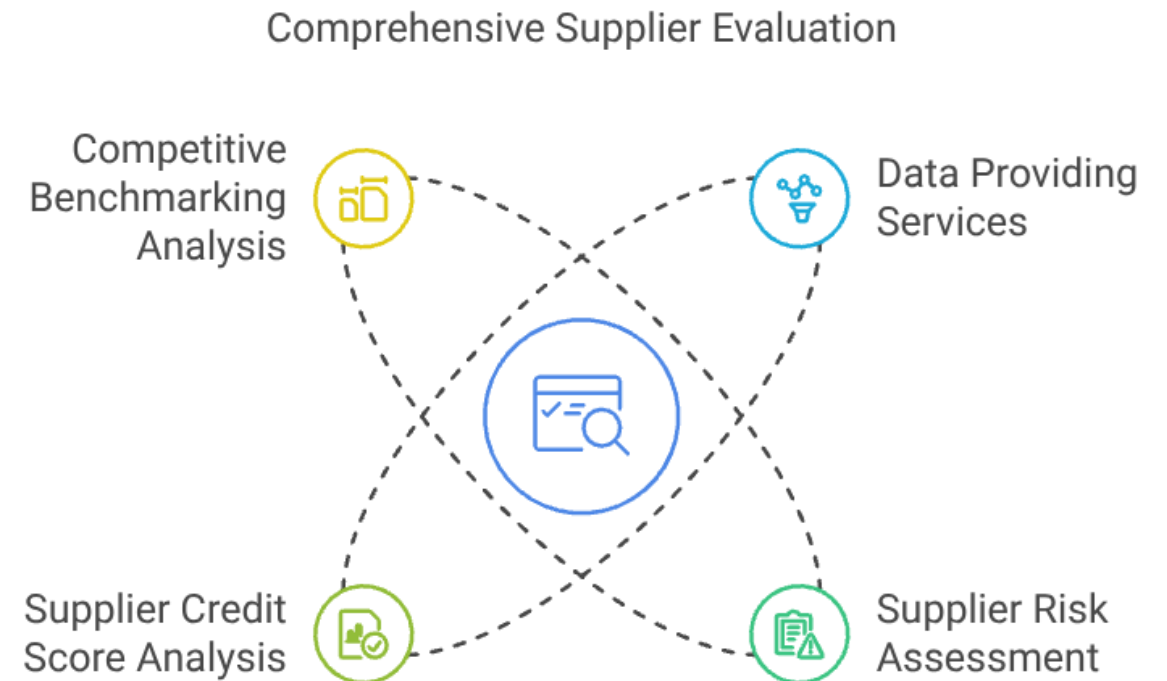 Comprehensive Supplier Evaluation
Competitive
Benchmarking
Analysis
Data Providing
Services
Supplier Credit
Score Analysis
Supplier Risk
Assessment